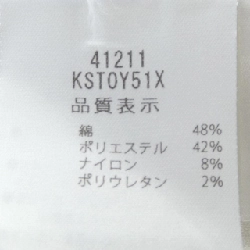 41211
KSTOY51X
品質表示
綿 48%
ポリエステル 42%
ナイロン 8%
ポリウレタン 2%